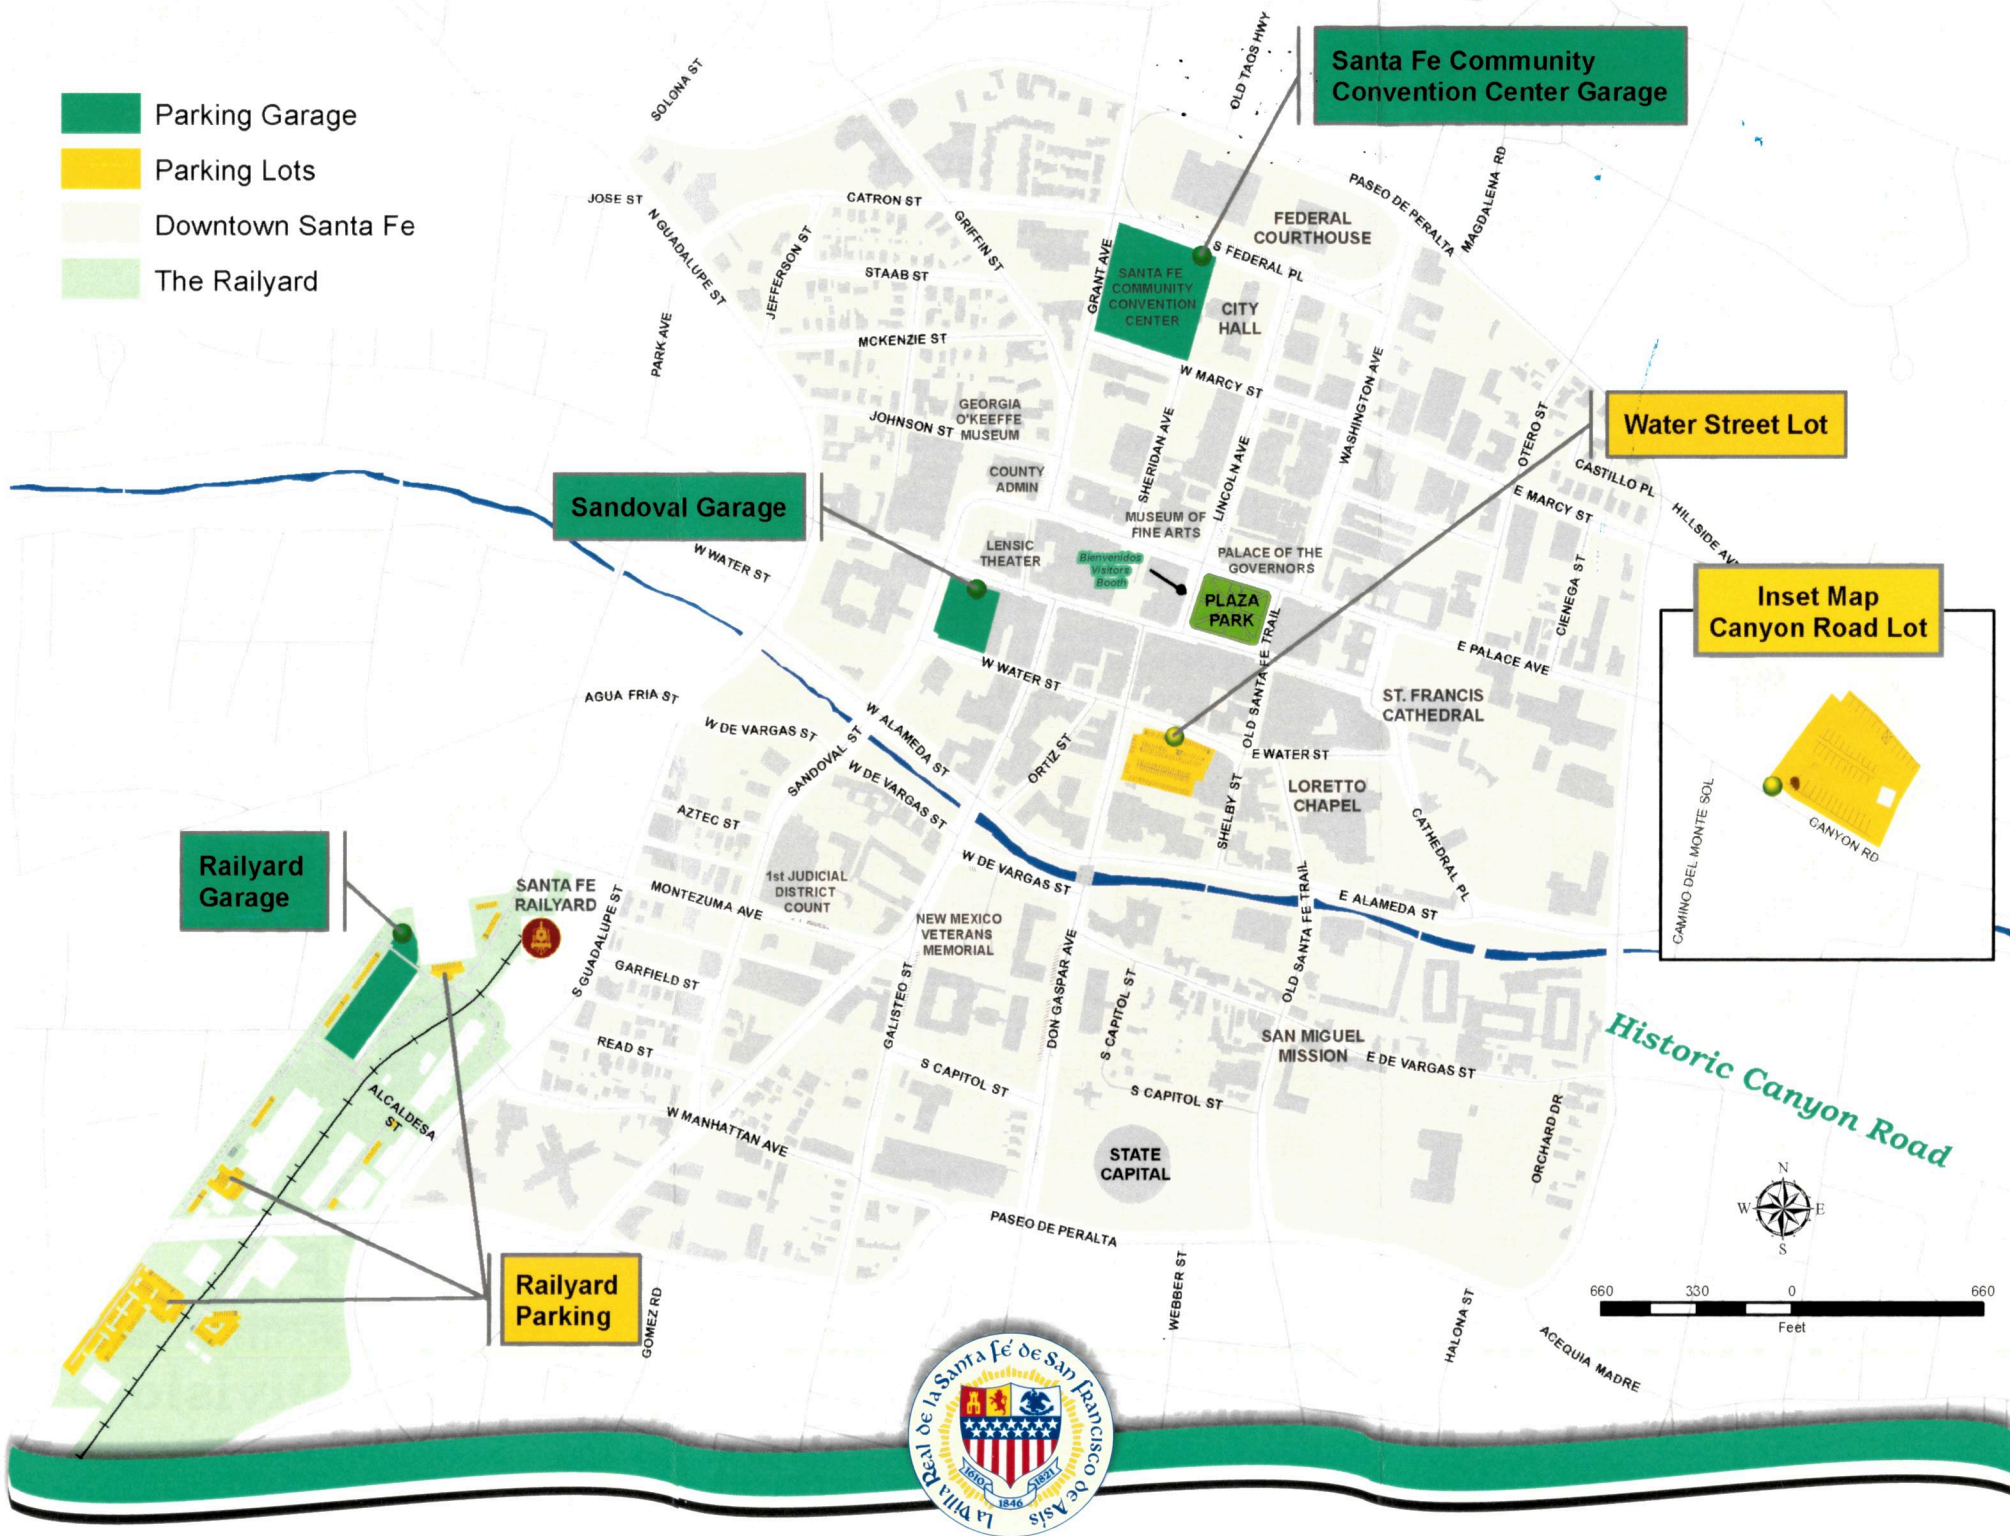 Parking Garage
Parking Lots
Downtown Santa Fe
The Railyard
Santa Fe Community
Convention Center Garage
OLD TAOS HWY
SOLONA ST
JOSE ST
N GUADALUPE ST
CATRON ST
GRIFFIN ST
JEFFERSON ST
STAAB ST
PARK AVE
MCKENZIE ST
JOHNSON ST
GEORGIA
O'KEEFFE
MUSEUM
COUNTY
ADMIN
GRANT AVE
SANTA FE
COMMUNITY
CONVENTION
CENTER
S FEDERAL PL
FEDERAL
COURTHOUSE
CITY
HALL
PASEO DE PERALTA
MAGDALENA RD
W MARCY ST
SHERIDAN AVE
LINCOLN AVE
WASHINGTON AVE
OTERO ST
CASTILLO PL
E MARCY ST
HILLSIDE AVE
CIENEGA ST
Water Street Lot
Sandoval Garage
W WATER ST
LENSIC
THEATER
MUSEUM OF
FINE ARTS
Bienvenidos
Visitors
Booth
PALACE OF THE
GOVERNORS
PLAZA
PARK
OLD SANTA FE TRAIL
E PALACE AVE
ST. FRANCIS
CATHEDRAL
Inset Map
Canyon Road Lot
CAMINO DEL MONTE SOL
CANYON RD
W WATER ST
AGUA FRIA ST
W DE VARGAS ST
SANDOVAL ST
W ALAMEDA ST
W DE VARGAS ST
ORTIZ ST
E WATER ST
SHELBY ST
LORETTO
CHAPEL
CATHEDRAL PL
AZTEC ST
Railyard
Garage
SANTA FE
RAILYARD
MONTEZUMA AVE
1st JUDICIAL
DISTRICT
COUNT
W DE VARGAS ST
E ALAMEDA ST
OLD SANTA FE TRAIL
NEW MEXICO
VETERANS
MEMORIAL
S GUADALUPE ST
GARFIELD ST
GALISTEO ST
DON GASPAR AVE
S CAPITOL ST
READ ST
S CAPITOL ST
S CAPITOL ST
SAN MIGUEL
MISSION
E DE VARGAS ST
Historic Canyon Road
ALCALDESA
ST
W MANHATTAN AVE
STATE
CAPITAL
ORCHARD DR
PASEO DE PERALTA
N
W E
S
Railyard
Parking
GOMEZ RD
WEBBER ST
HALONA ST
ACEQUIA MADRE
660 330 0 660
Feet
La Villa Real de la Santa Fé de San Francisco de Asís
1610 1821
1846